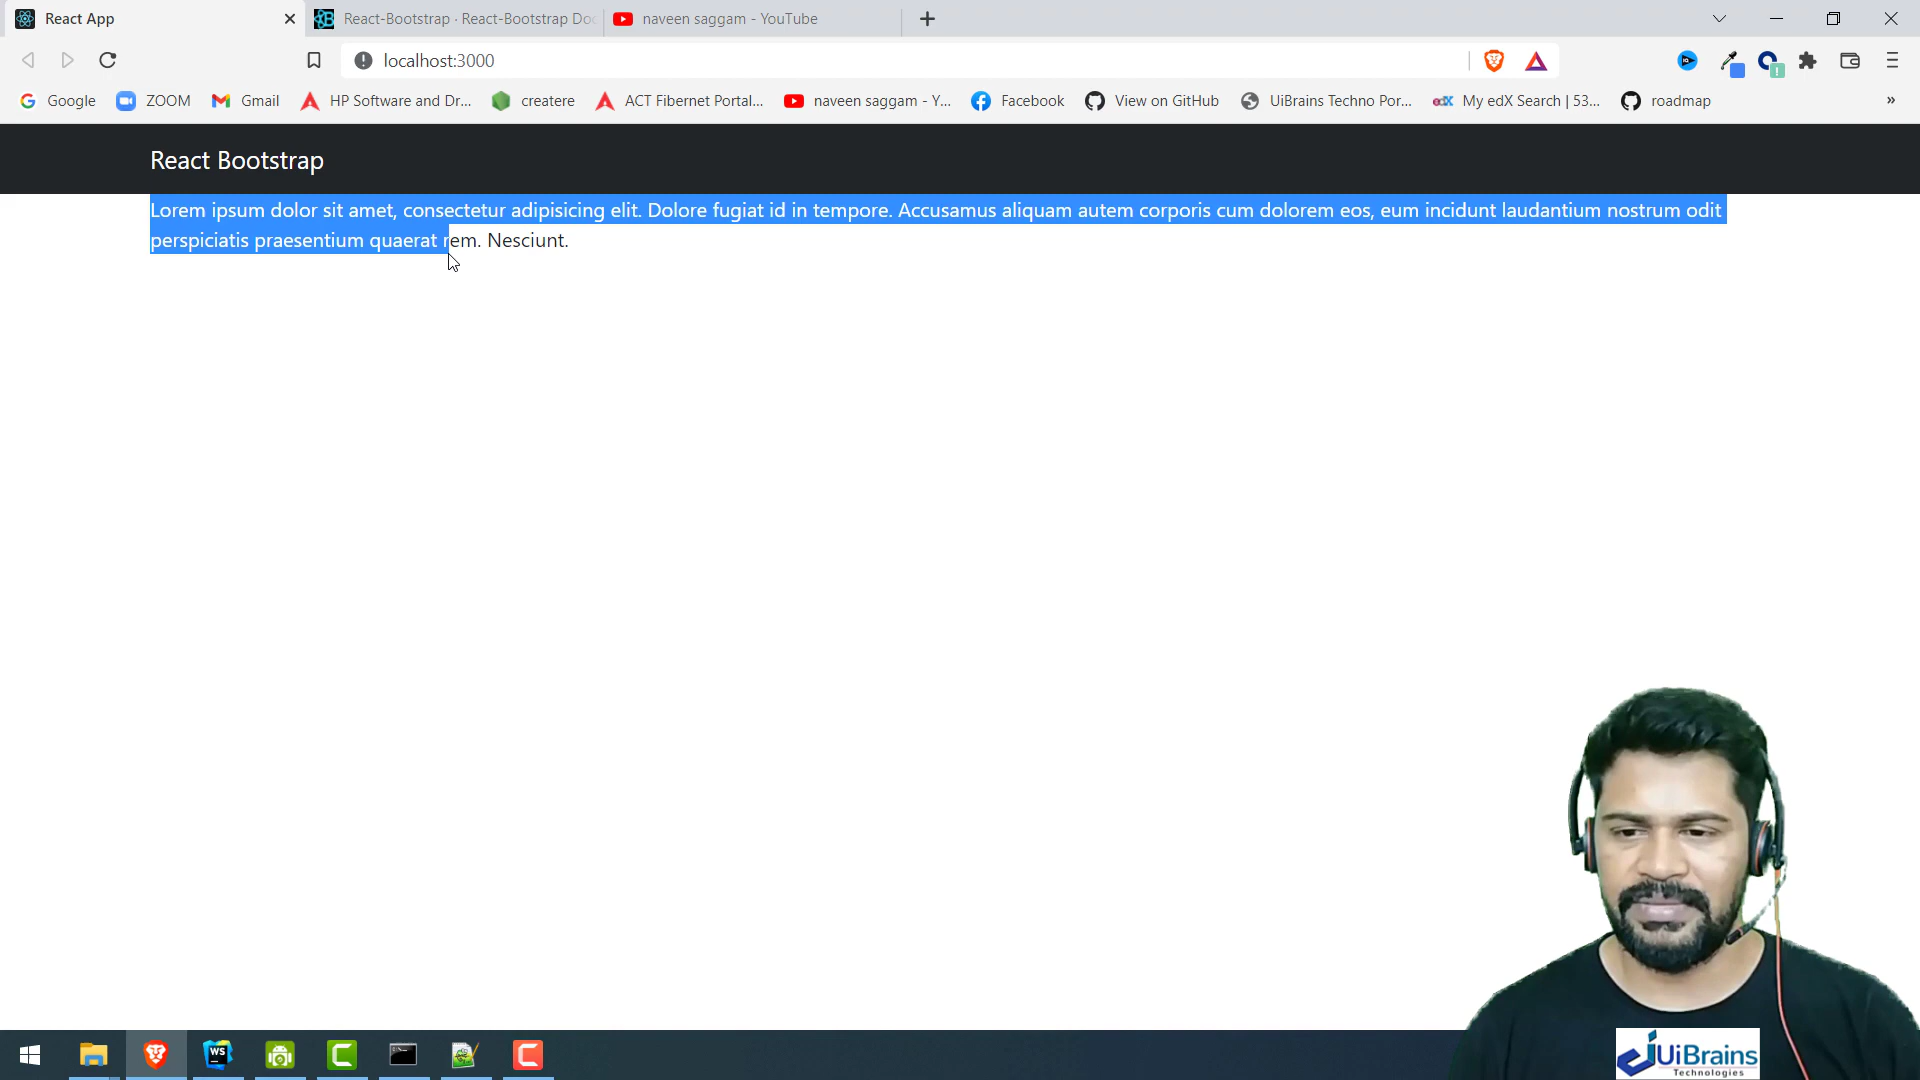 React App
React-Bootstrap · React-Bootstrap Doc
naveen saggam - YouTube
localhost:3000
Google
ZOOM
Gmail
HP Software and Dr...
createre
ACT Fibernet Portal...
naveen saggam - Y...
Facebook
View on GitHub
UiBrains Techno Por...
edX
My edX Search | 53...
roadmap
»
React Bootstrap
Lorem ipsum dolor sit amet, consectetur adipisicing elit. Dolore fugiat id in tempore. Accusamus aliquam autem corporis cum dolorem eos, eum incidunt laudantium nostrum odit
perspiciatis praesentium quaerat rem. Nesciunt.
WS
UiBrains
Technologies